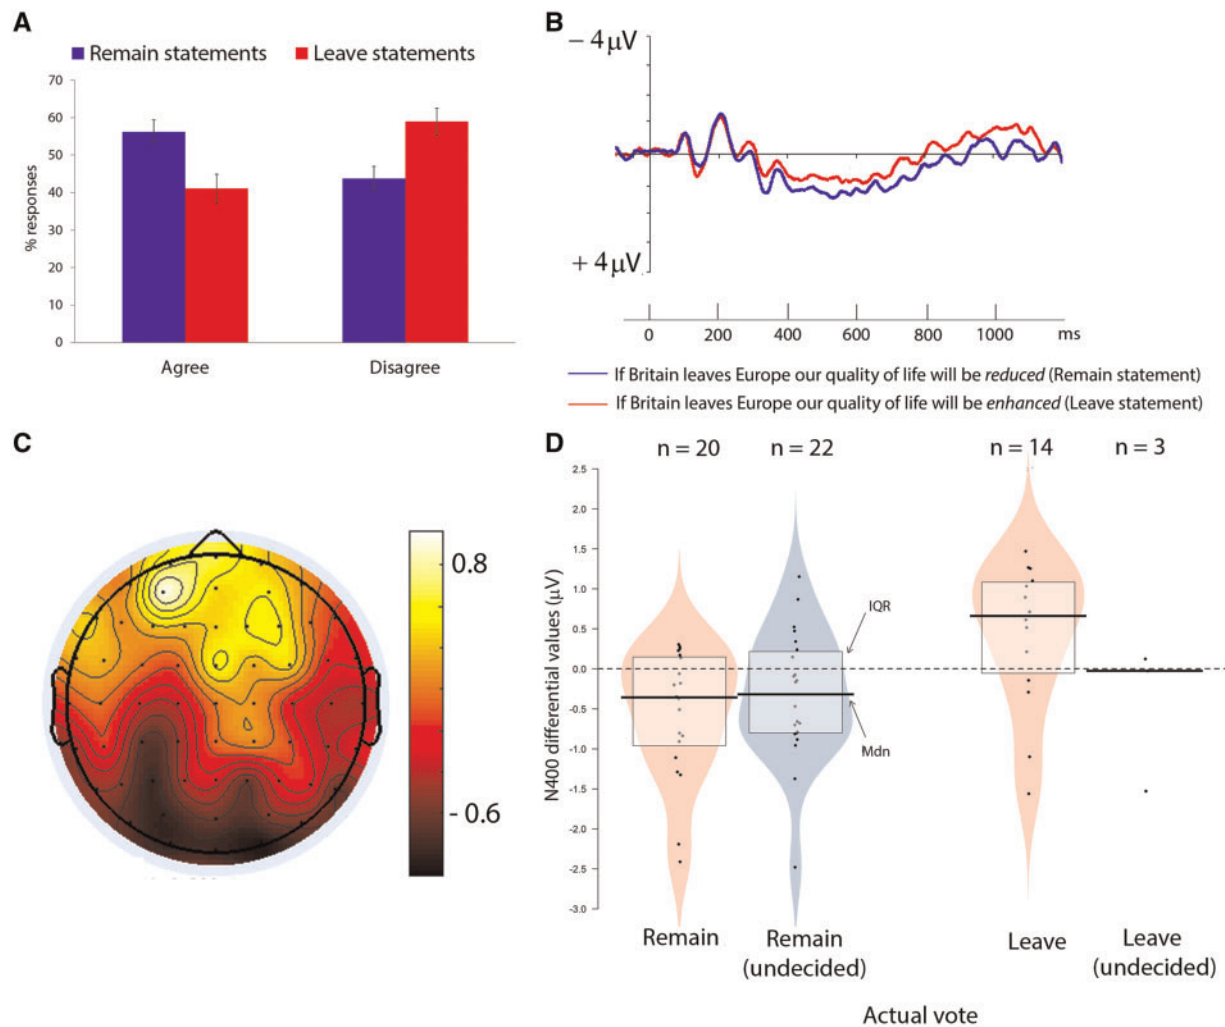 A
Remain statements Leave statements
70
60
50
40
30
20
10
0
% responses
Agree Disagree
B
− 4μV
+ 4μV
0 200 400 600 800 1000 ms
If Britain leaves Europe our quality of life will be reduced (Remain statement)
If Britain leaves Europe our quality of life will be enhanced (Leave statement)
C
0.8
- 0.6
D
n = 20 n = 22 n = 14 n = 3
2.5
2.0
1.5
1.0
0.5
0.0
-0.5
-1.0
-1.5
-2.0
-2.5
-3.0
N400 differential values (μV)
IQR
Mdn
Remain Remain (undecided) Leave Leave (undecided)
Actual vote